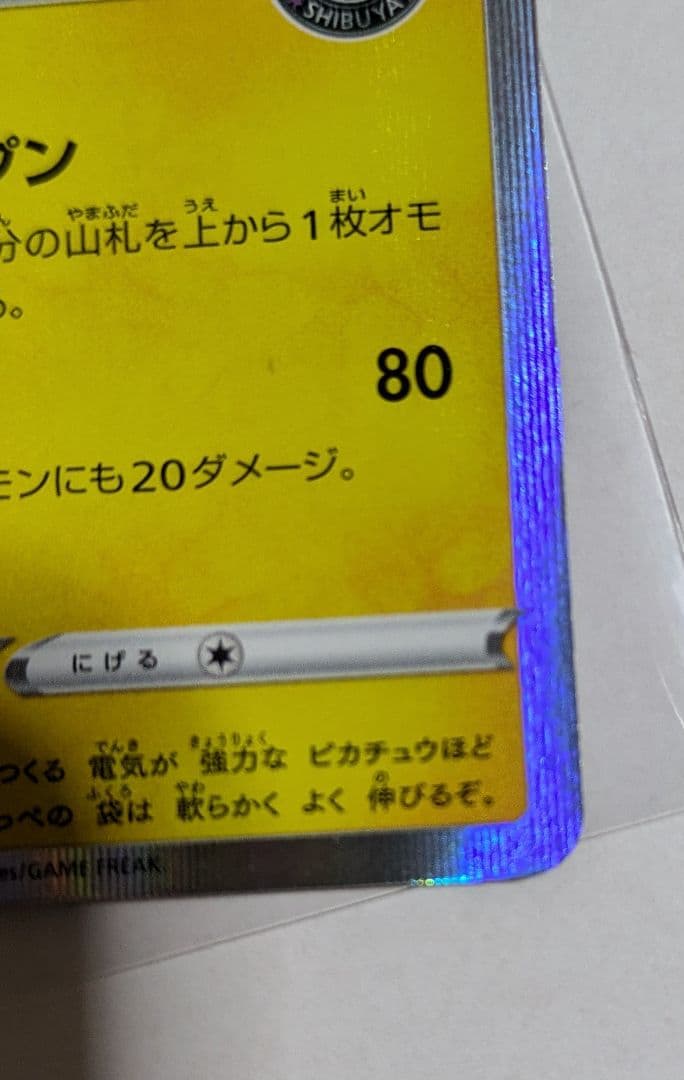 SHIBUYA
プン
分の山札を上から1枚オモ
る。
80
モンにも20ダメージ。
にげる
つくる 電気が 強力な ピカチュウほど
っぺの 袋は 軟らかく よく 伸びるぞ。
es/GAME FREAK